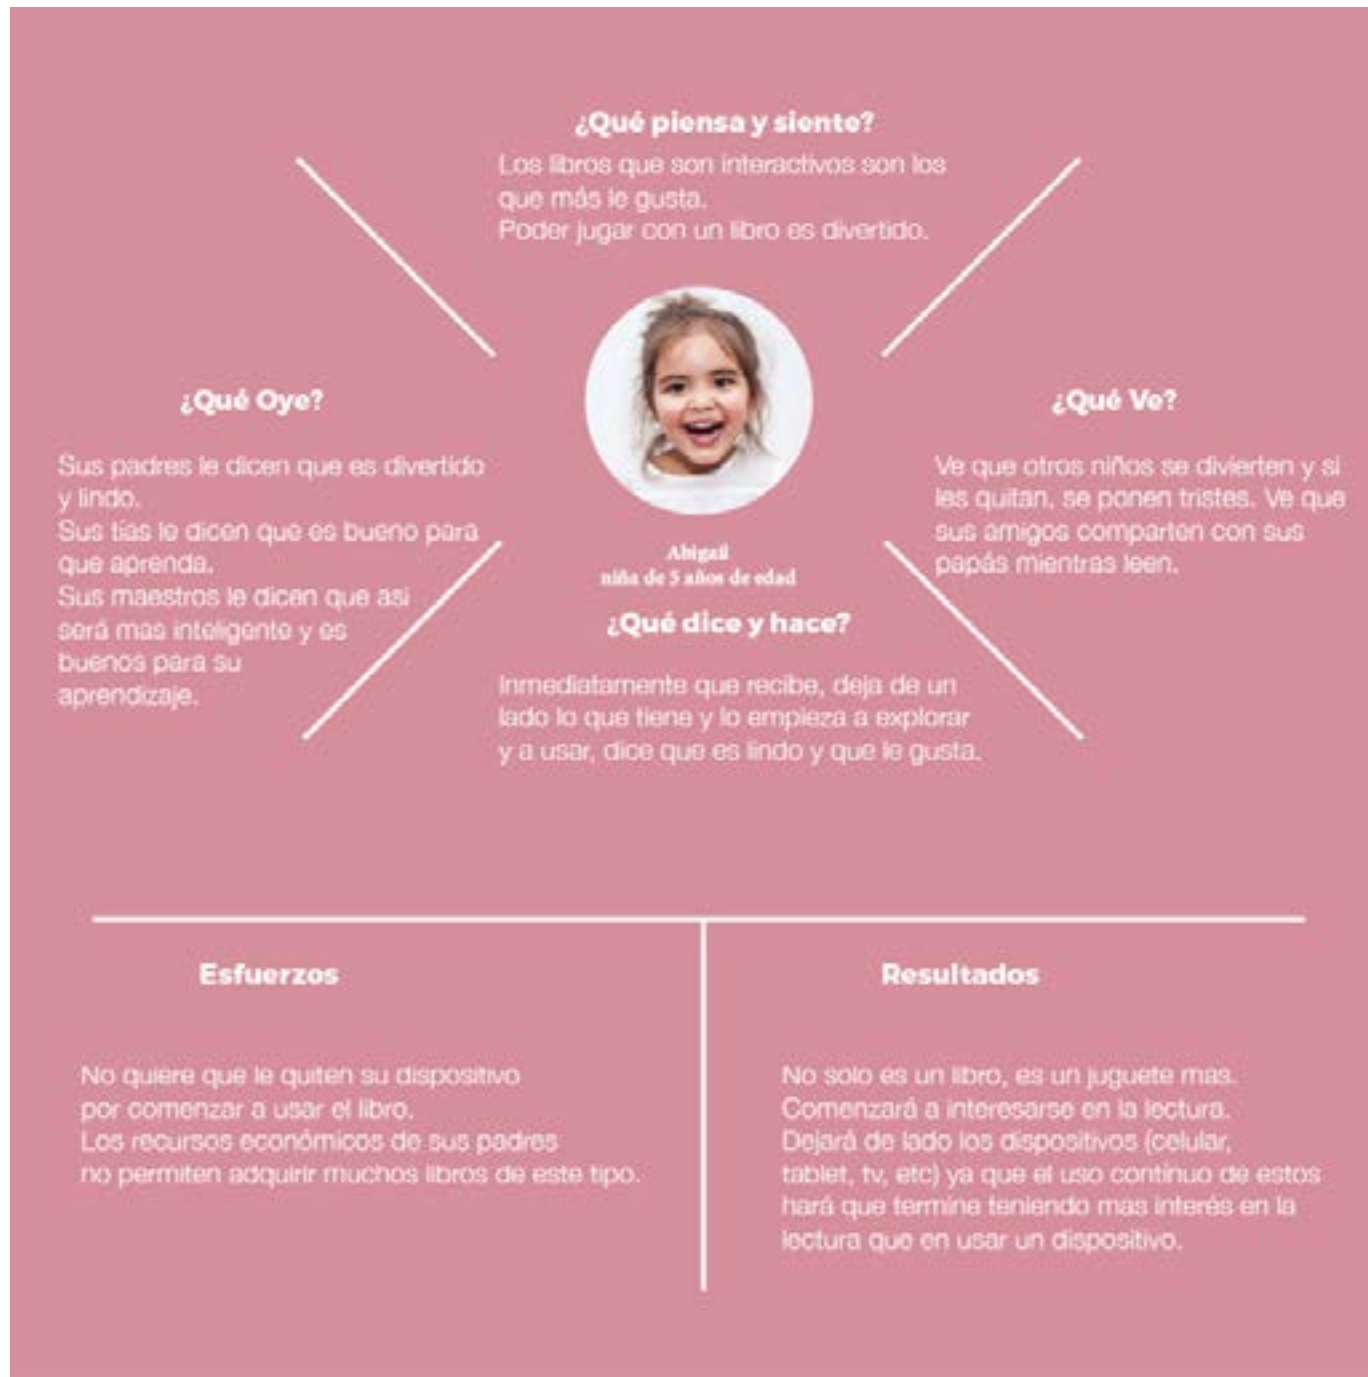 ¿Qué piensa y siente?
Los libros que son interactivos son los
que más le gusta.
Poder jugar con un libro es divertido.
¿Qué Oye?
Sus padres le dicen que es divertido
y lindo.
Sus tias le dicen que es bueno para
que aprenda.
Sus maestros le dicen que asi
será mas inteligente y es
buenos para su
aprendizaje.
¿Qué Ve?
Ve que otros niños se divierten y si
les quitan, se ponen tristes. Ve que
sus amigos comparten con sus
papás mientras leen.
Abigail
niña de 5 años de edad
¿Qué dice y hace?
Inmediatamente que recibe, deja de un
lado lo que tiene y lo empieza a explorar
y a usar, dice que es lindo y que le gusta.
Esfuerzos
No quiere que le quiten su dispositivo
por comenzar a usar el libro.
Los recursos económicos de sus padres
no permiten adquirir muchos libros de este tipo.
Resultados
No solo es un libro, es un juguete mas.
Comenzará a interesarse en la lectura.
Dejará de lado los dispositivos (celular,
tablet, tv, etc) ya que el uso continuo de estos
hará que termine teniendo mas interés en la
lectura que en usar un dispositivo.